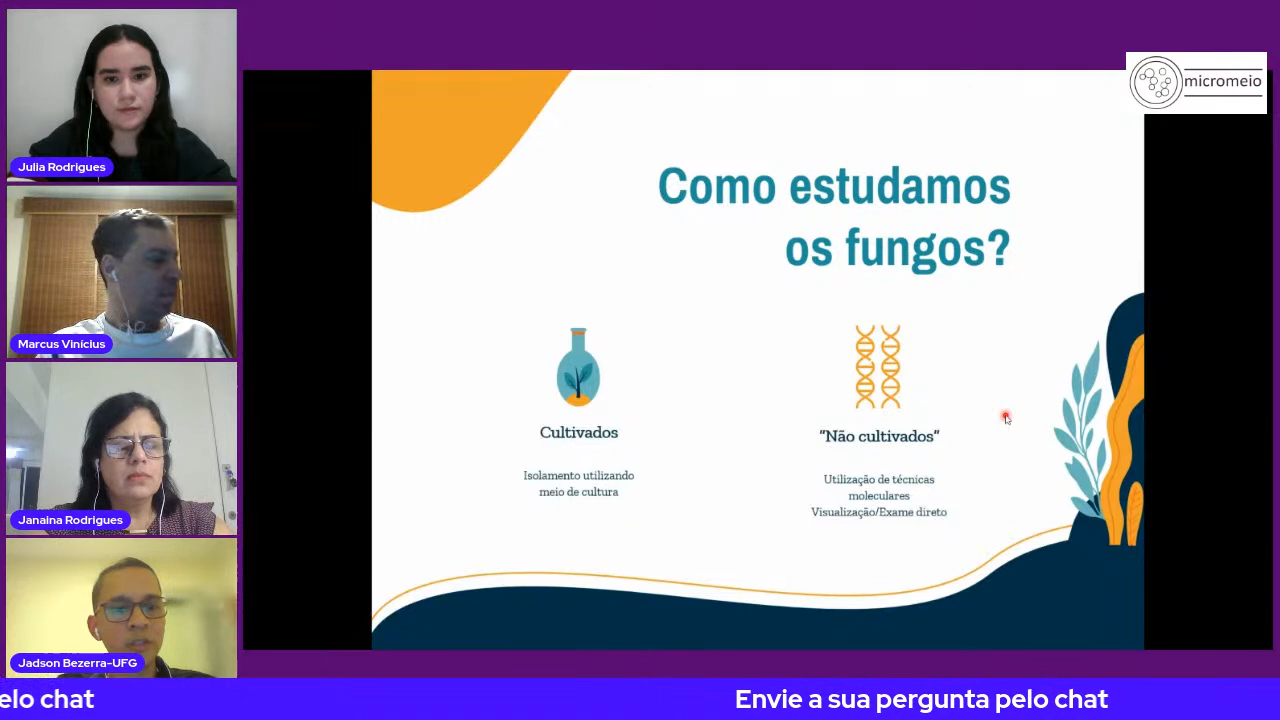 Julia Rodrigues
Marcus Vinícius
Janaina Rodrigues
Jadson Bezerra-UFG
micromeio
Como estudamos
os fungos?
Cultivados
Isolamento utilizando
meio de cultura
“Não cultivados”
Utilização de técnicas
moleculares
Visualização/Exame direto
elo chat
Envie a sua pergunta pelo chat